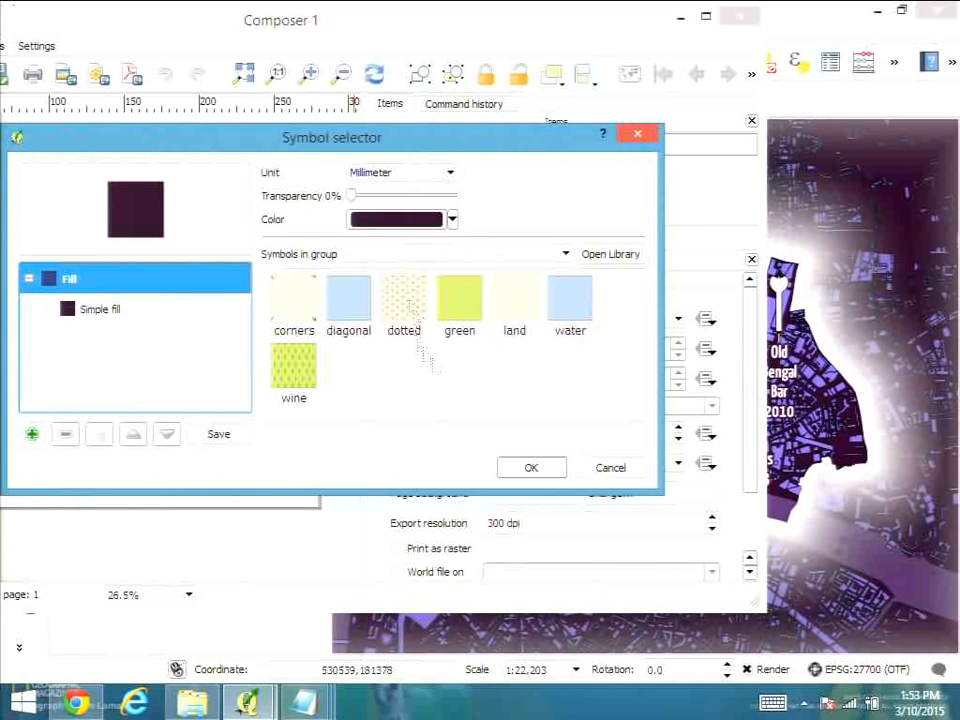 Composer 1
s Settings
100 150 200 250 30 Items Command history
Items
Symbol selector ?
Unit Millimeter
Transparency 0%
Color
Fill
Simple fill
Symbols in group Open Library
corners diagonal dotted green land water
wine
Save
OK Cancel
Export resolution 300 dpi
Print as raster
World file on
page: 1 26.5%
Old
Bengal
Bar
2010
Coordinate: 530539,181378 Scale 1:22,203 Rotation: 0.0 Render EPSG:27700 (OTF)
1:53 PM
3/10/2015